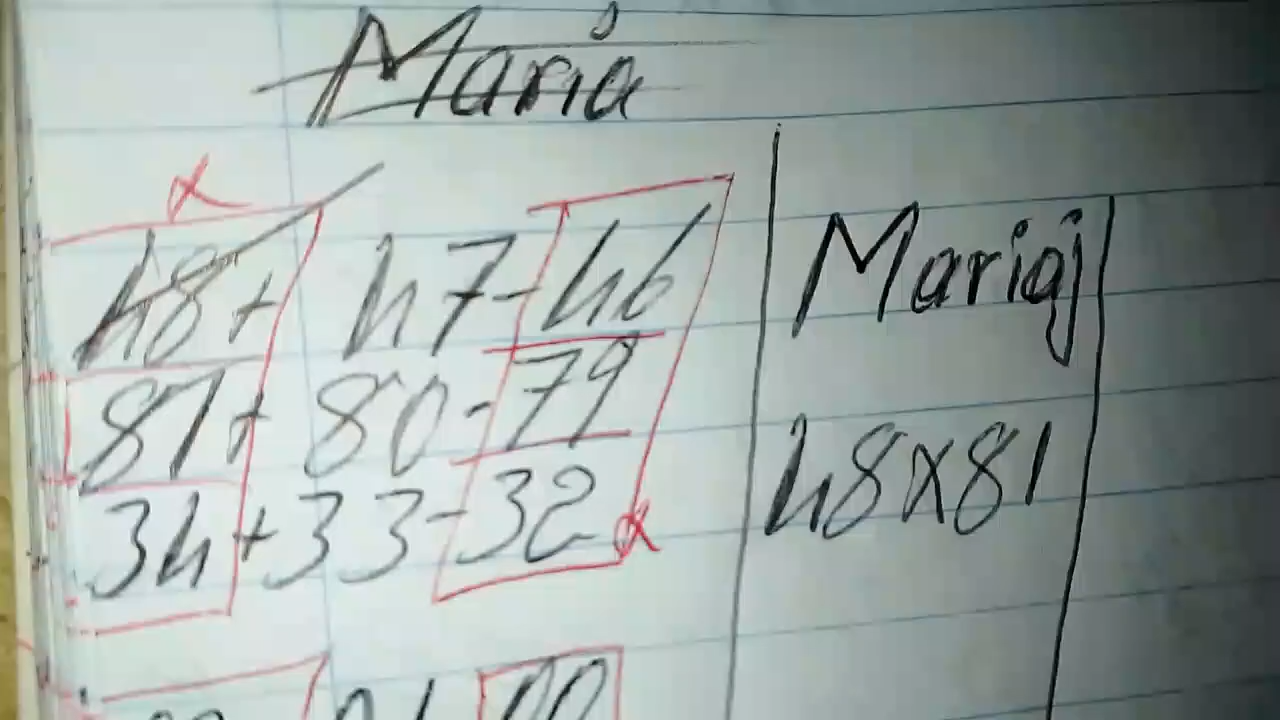 Maria
x
48+ 47-46
81+ 80-79
34+33-32
x
Mariaj
48x81